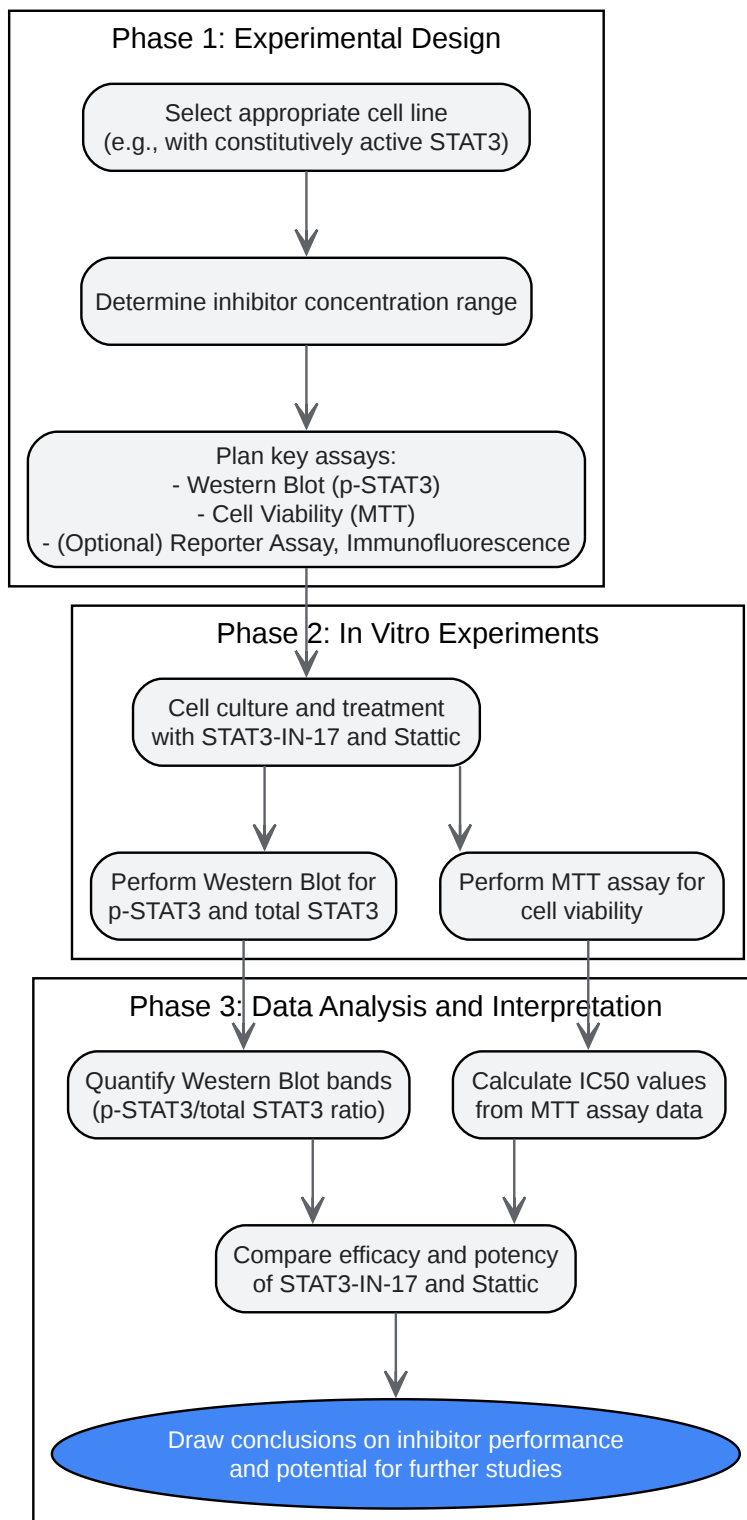 Phase 1: Experimental Design
Select appropriate cell line
(e.g., with constitutively active STAT3)
Determine inhibitor concentration range
Plan key assays:
- Western Blot (p-STAT3)
- Cell Viability (MTT)
- (Optional) Reporter Assay, Immunofluorescence
Phase 2: In Vitro Experiments
Cell culture and treatment
with STAT3-IN-17 and Stattic
Perform Western Blot for
p-STAT3 and total STAT3
Perform MTT assay for
cell viability
Phase 3: Data Analysis and Interpretation
Quantify Western Blot bands
(p-STAT3/total STAT3 ratio)
Calculate IC50 values
from MTT assay data
Compare efficacy and potency
of STAT3-IN-17 and Stattic
Draw conclusions on inhibitor performance
and potential for further studies